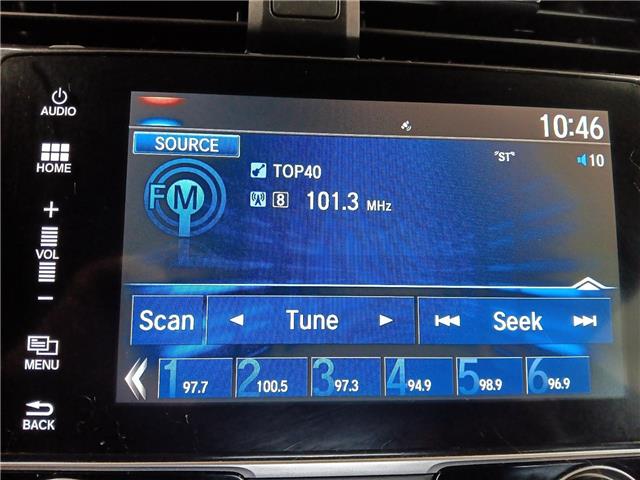 AUDIO
HOME
+
VOL
−
MENU
BACK
10:46
SOURCE
"ST"
10
FM
TOP40
8 101.3 MHz
Scan Tune Seek
1 97.7 2 100.5 3 97.3 4 94.9 5 98.9 6 96.9